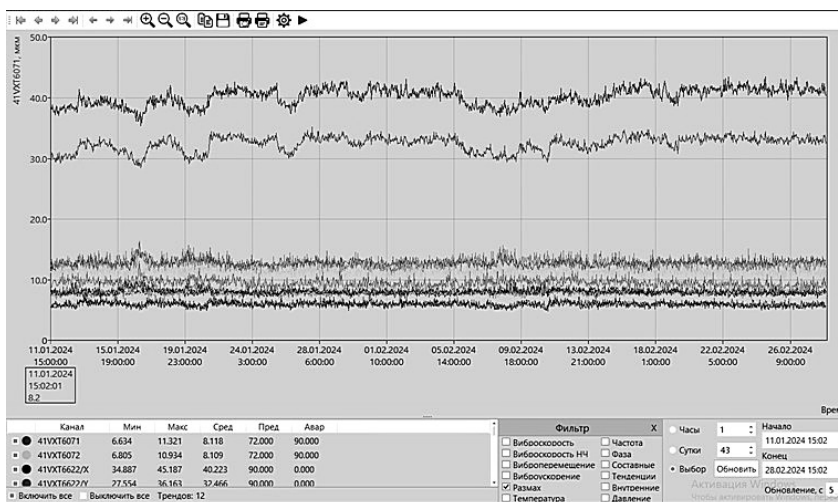 50.0
41VXT6071, мкм
40.0
30.0
20.0
10.0
0
11.01.2024 15.01.2024 19.01.2024 24.01.2024 28.01.2024 01.02.2024 05.02.2024 09.02.2024 13.02.2024 18.02.2024 22.02.2024 26.02.2024
15:00:00 19:00:00 23:00:00 3:00:00 6:00:00 10:00:00 14:00:00 18:00:00 21:00:00 1:00:00 5:00:00 9:00:00
11.01.2024
15:02:01
8.2
Врем
Канал Мин Макс Сред Пред Авар
41VXT6071 6.634 11.321 8.118 72.000 90.000
41VXT6072 6.805 10.934 8.109 72.000 90.000
41VXT6622/X 34.887 45.187 40.223 90.000 0.000
41VXT6622/Y 27.554 36.163 32.466 90.000 0.000
Включить все Выключить все Трендов: 12
Фильтр X
Виброскорость Частота
Виброскорость НЧ Фаза
Виброперемещение Составные
Виброускорение Тенденции
Размах Внутренние
Температура Давление
Часы 1 Начало
11.01.2024 15:02
Сутки 43 Конец
Выбор Обновить 28.02.2024 15:02
Активация Windows
Обновление, с 5
Чтобы активировать Windows